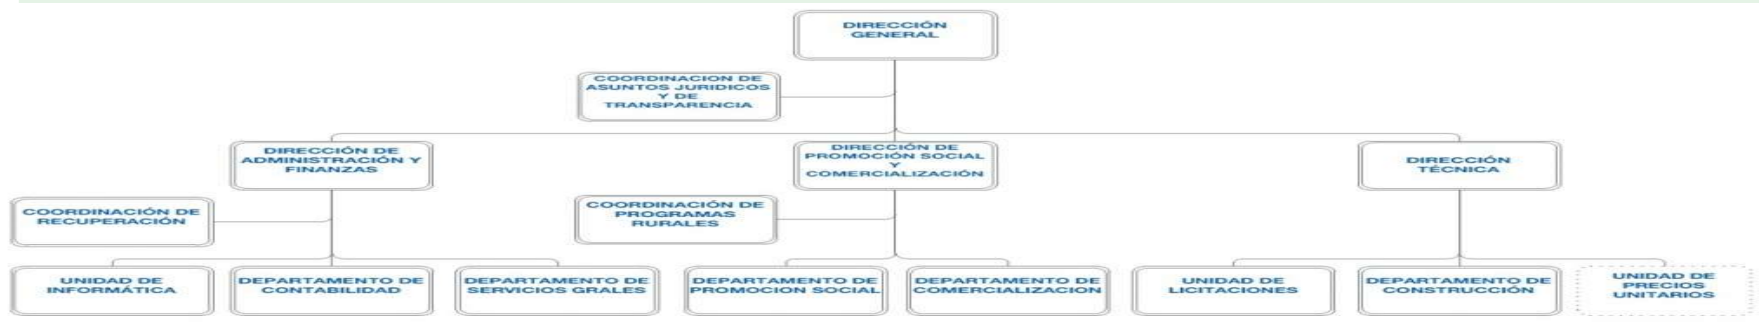 DIRECCIÓN
GENERAL
COORDINACION DE
ASUNTOS JURIDICOS
Y DE
TRANSPARENCIA
DIRECCIÓN DE
ADMINISTRACIÓN Y
FINANZAS
DIRECCIÓN DE
PROMOCIÓN SOCIAL
Y
COMERCIALIZACIÓN
DIRECCIÓN
TÉCNICA
COORDINACIÓN DE
RECUPERACIÓN
COORDINACIÓN DE
PROGRAMAS
RURALES
UNIDAD DE
INFORMÁTICA
DEPARTAMENTO DE
CONTABILIDAD
DEPARTAMENTO DE
SERVICIOS GRALES
DEPARTAMENTO DE
PROMOCIÓN SOCIAL
DEPARTAMENTO DE
COMERCIALIZACION
UNIDAD DE
LICITACIONES
DEPARTAMENTO DE
CONSTRUCCIÓN
UNIDAD DE
PRECIOS
UNITARIOS